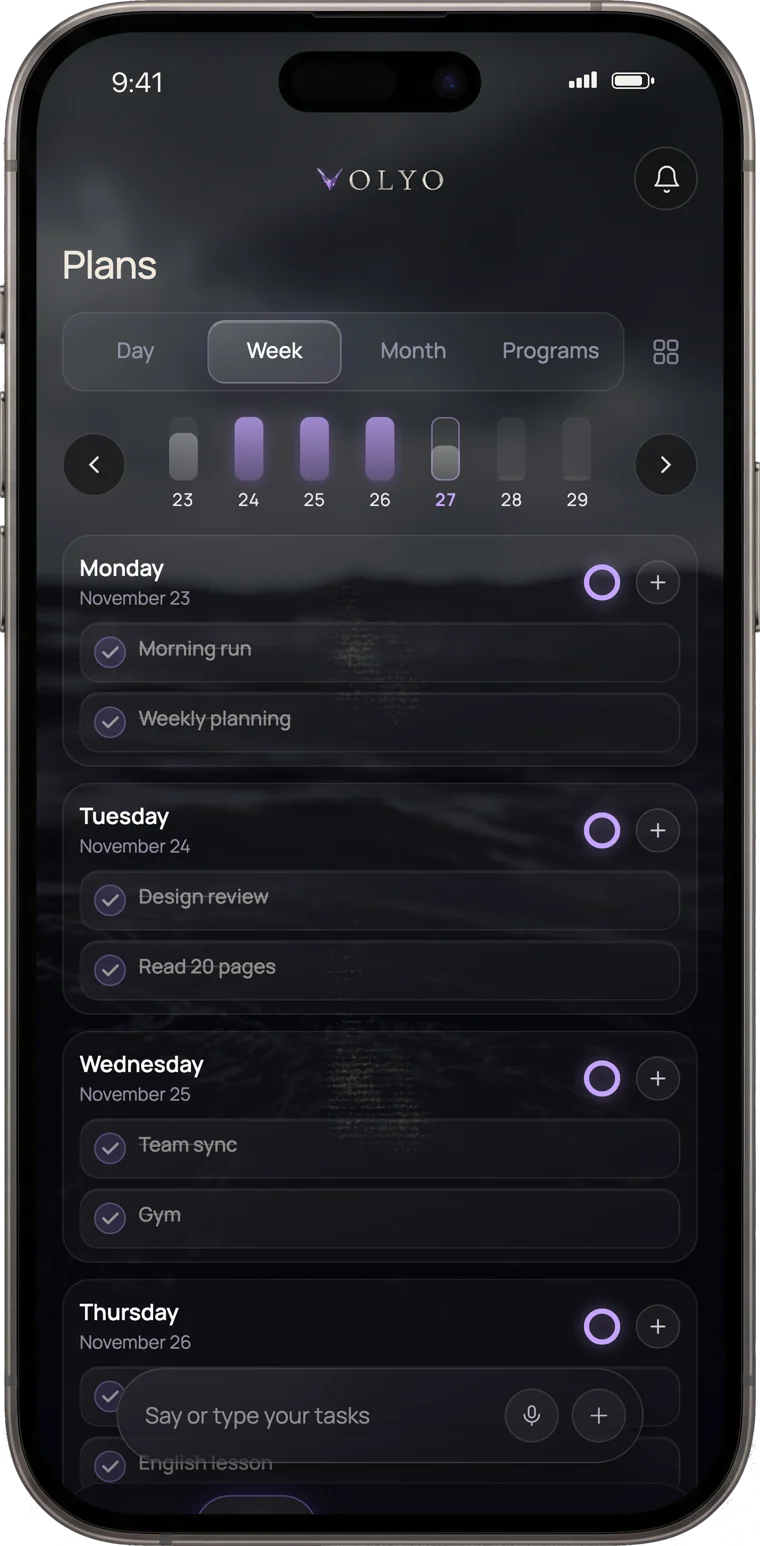 9:41
VOLYO
Plans
Day Week Month Programs
23 24 25 26 27 28 29
Monday
November 23
Morning run
Weekly planning
Tuesday
November 24
Design review
Read 20 pages
Wednesday
November 25
Team sync
Gym
Thursday
November 26
Say or type your tasks
English lesson